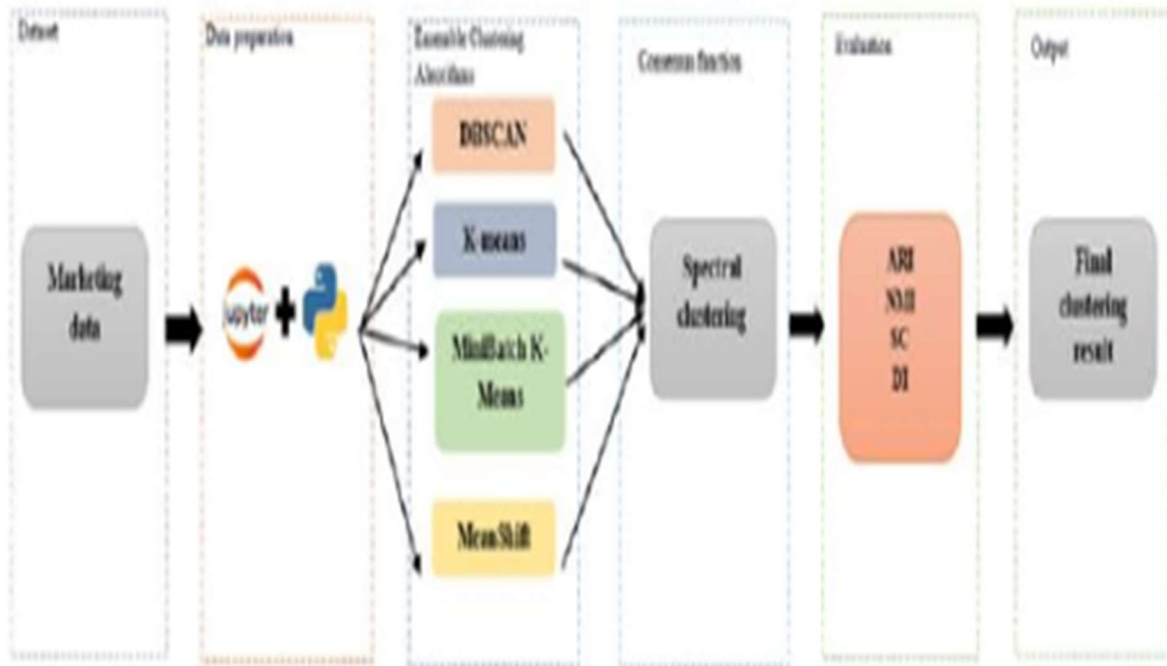 Dataset
Data preparation
Ensemble Clustering
Algorithms
Consensus function
Evaluation
Output
Marketing
data
jupyter
DBSCAN
K-means
MiniBatch K-
Means
MeanShift
Spectral
clustering
ARI
NMI
SC
DI
Final
clustering
result